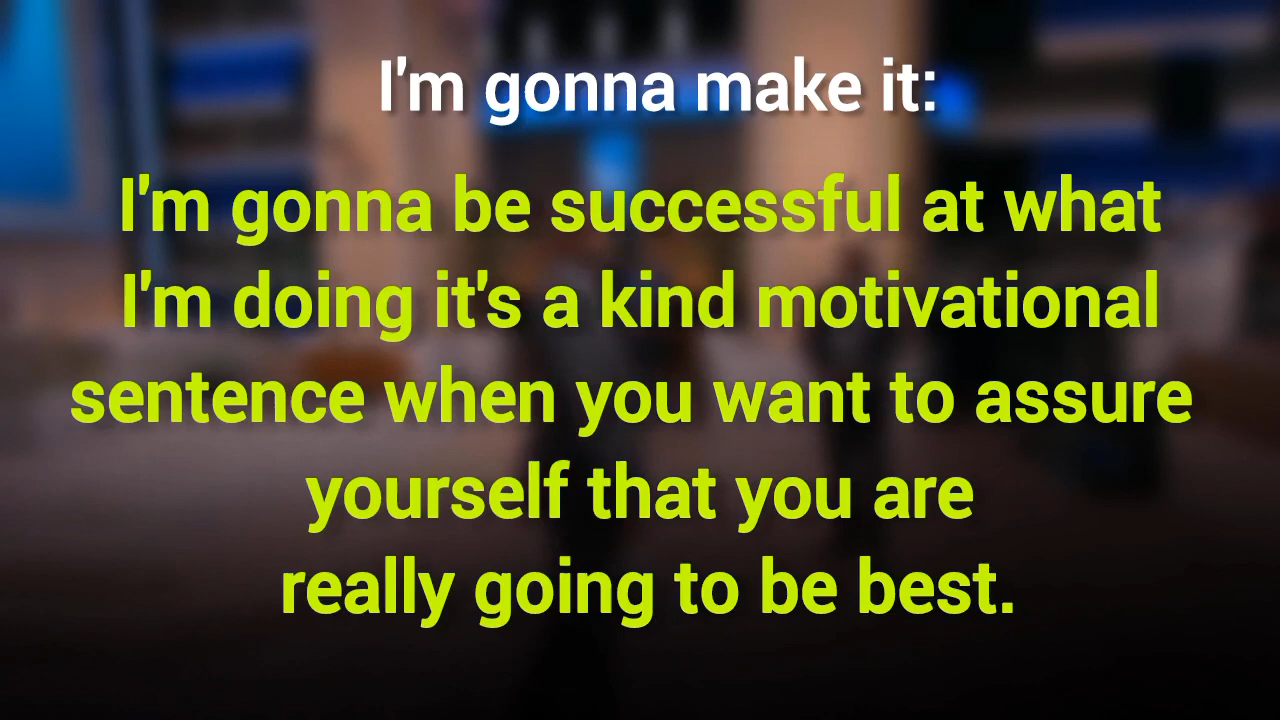 I'm gonna make it:
I'm gonna be successful at what
I'm doing it's a kind motivational
sentence when you want to assure
yourself that you are
really going to be best.